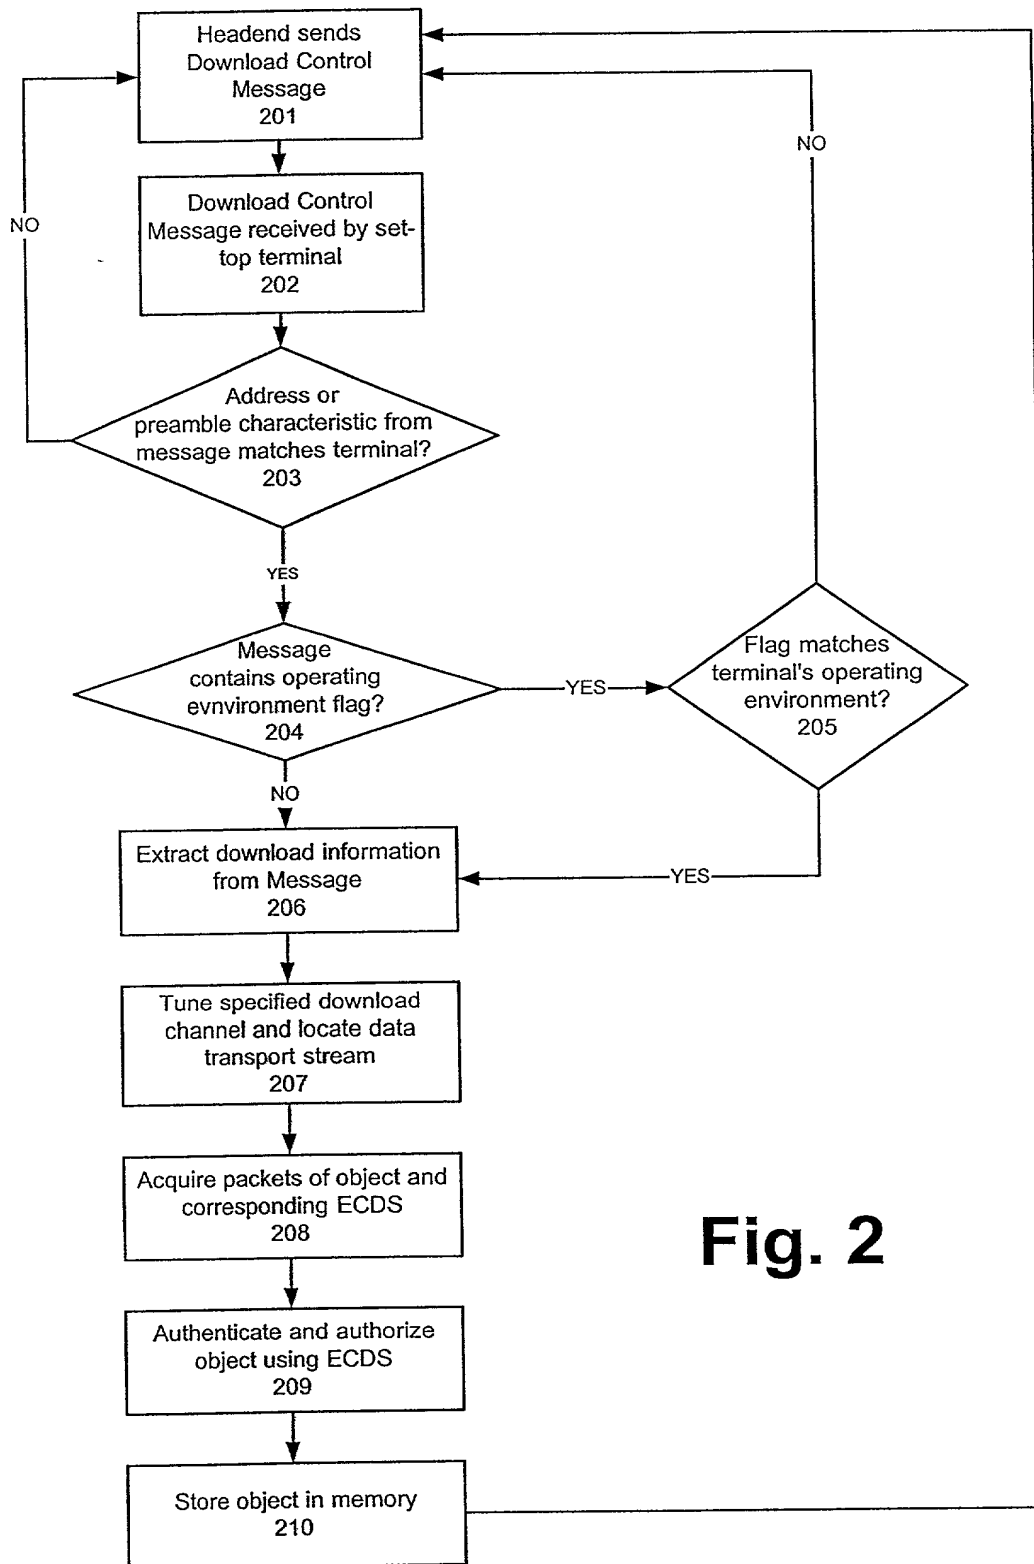 Headend sends
Download Control
Message
201
NO
NO
Download Control
Message received by set-
top terminal
202
Address or
preamble characteristic from
message matches terminal?
203
YES
Message
contains operating
evnvironment flag?
204
YES
Flag matches
terminal's operating
environment?
205
NO
YES
Extract download information
from Message
206
Tune specified download
channel and locate data
transport stream
207
Acquire packets of object and
corresponding ECDS
208
Fig. 2
Authenticate and authorize
object using ECDS
209
Store object in memory
210